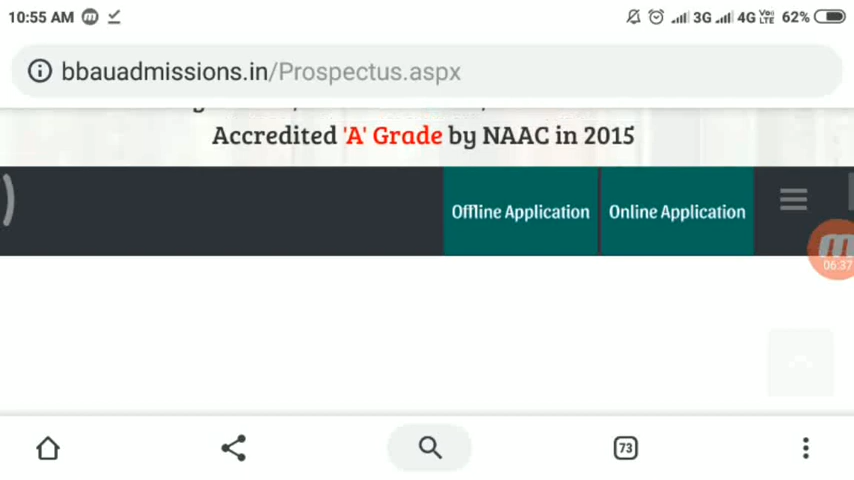 10:55 AM 3G 4G VoLTE 62%
bbauadmissions.in/Prospectus.aspx
Accredited 'A' Grade by NAAC in 2015
Offline Application Online Application
06:37
73